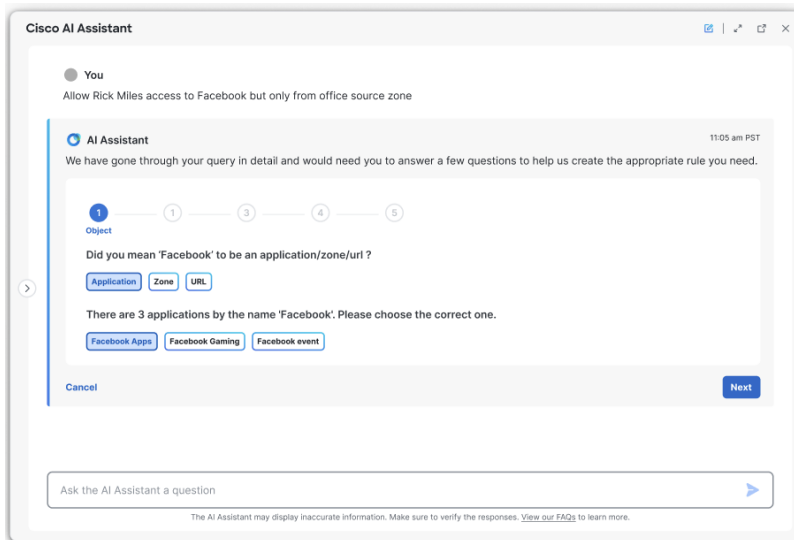 Cisco AI Assistant
You
Allow Rick Miles access to Facebook but only from office source zone
AI Assistant
11:05 am PST
We have gone through your query in detail and would need you to answer a few questions to help us create the appropriate rule you need.
1 1 3 4 5
Object
Did you mean ‘Facebook’ to be an application/zone/url ?
Application Zone URL
There are 3 applications by the name 'Facebook'. Please choose the correct one.
Facebook Apps Facebook Gaming Facebook event
Cancel Next
Ask the AI Assistant a question
The AI Assistant may display inaccurate information. Make sure to verify the responses. View our FAQs to learn more.